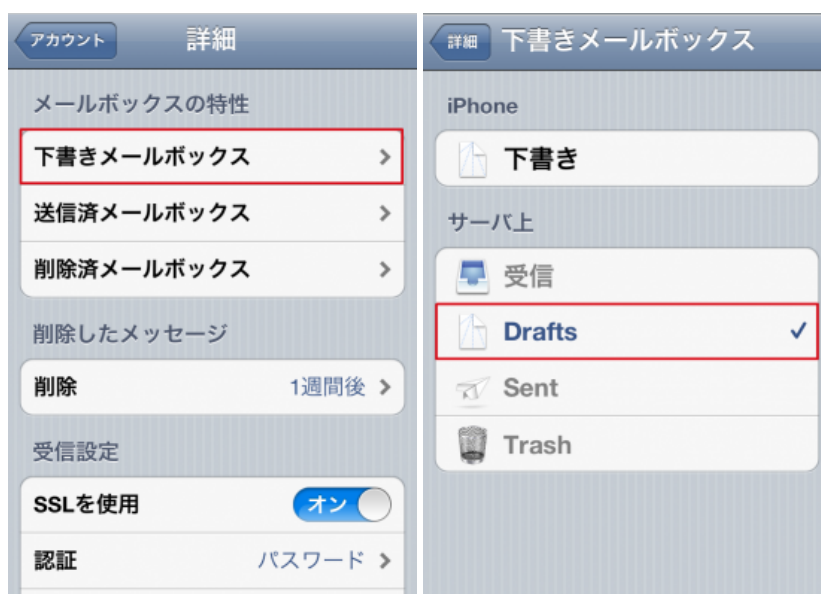 アカウント
詳細
メールボックスの特性
下書きメールボックス
送信済メールボックス
削除済メールボックス
削除したメッセージ
削除 1週間後
受信設定
SSLを使用 オン
認証 パスワード
詳細
下書きメールボックス
iPhone
下書き
サーバ上
受信
Drafts
Sent
Trash